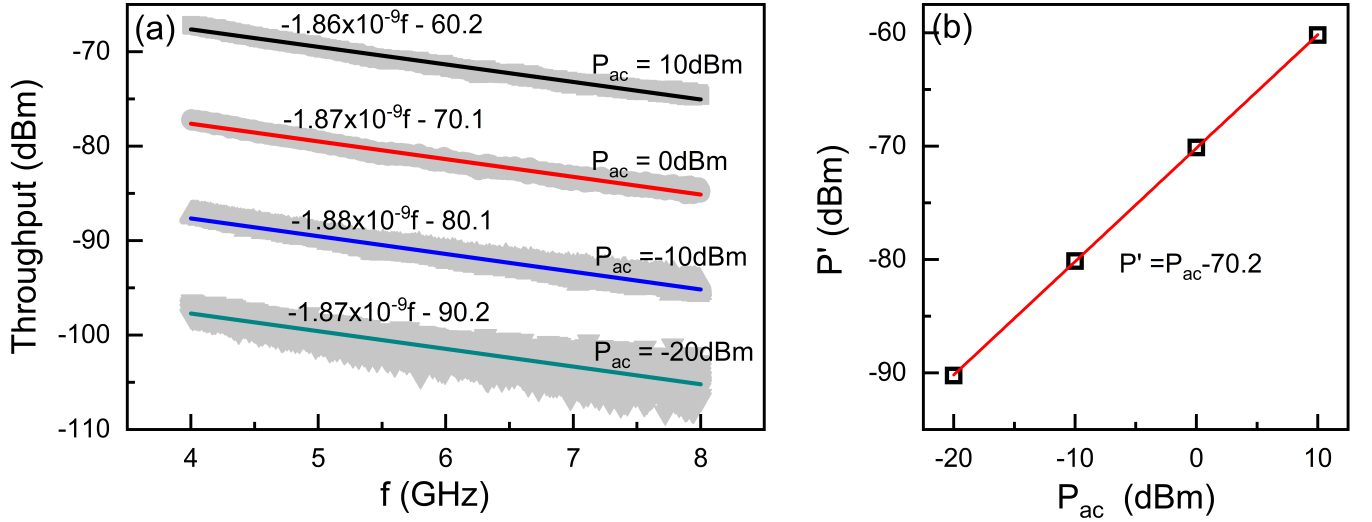 (a)
-1.86x10⁻⁹f - 60.2
P_ac = 10dBm
-1.87x10⁻⁹f - 70.1
P_ac = 0dBm
-1.88x10⁻⁹f - 80.1
P_ac =-10dBm
-1.87x10⁻⁹f - 90.2
P_ac = -20dBm
Throughput (dBm)
-70
-80
-90
-100
-110
4 5 6 7 8
f (GHz)
(b)
P' (dBm)
-60
-70
-80
-90
P' =P_ac-70.2
-20 -10 0 10
P_ac (dBm)